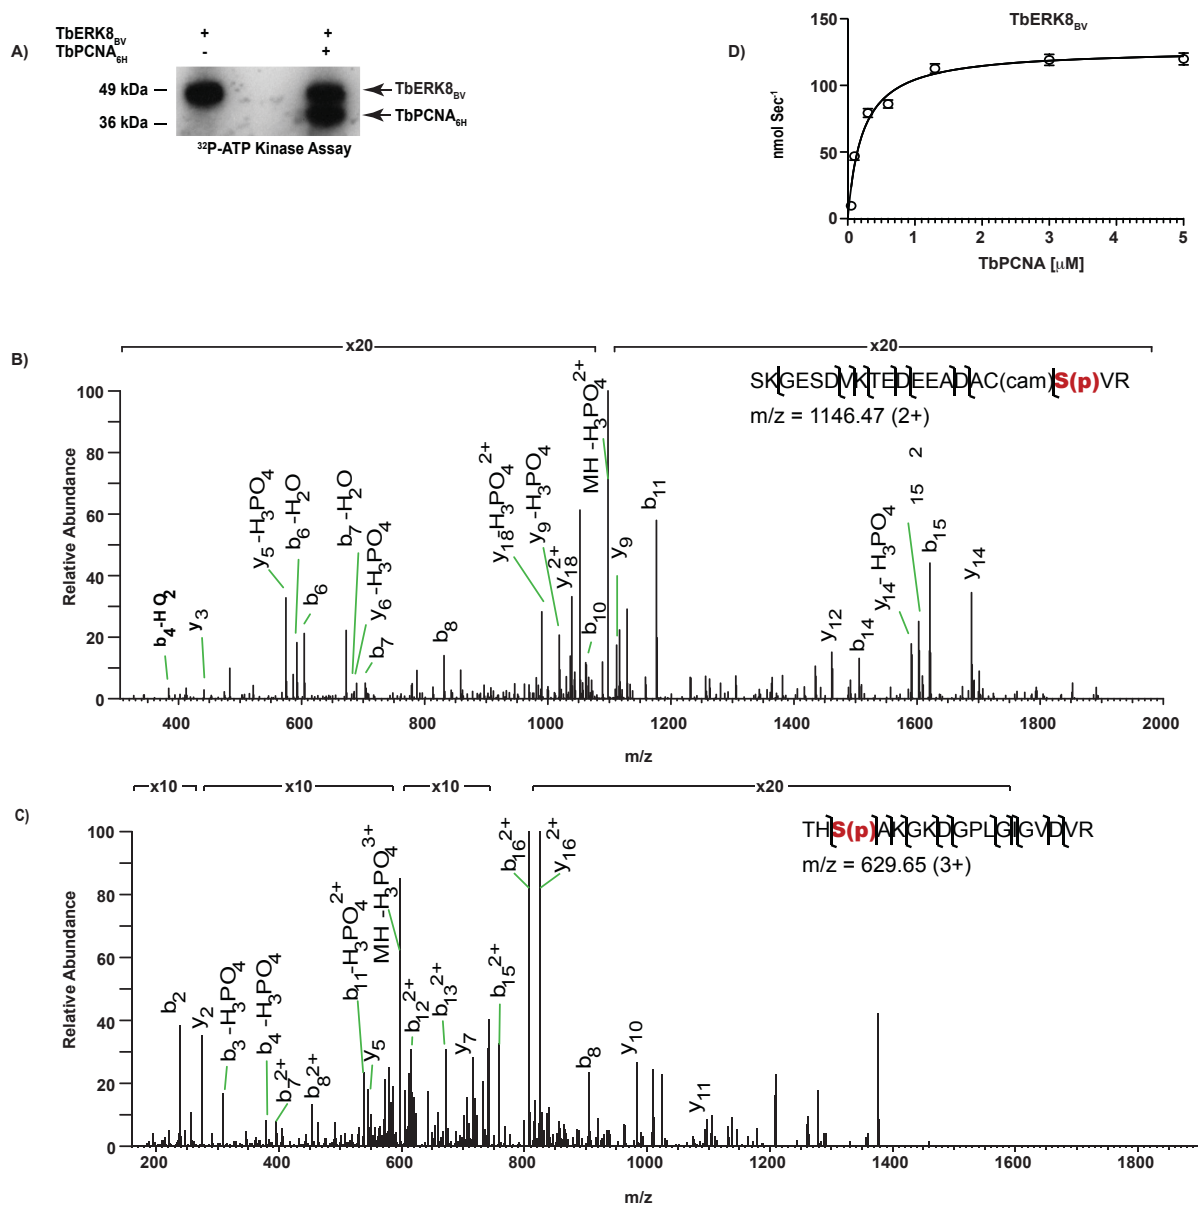 A)
TbERK8BV + +
TbPCNA6H - +
49 kDa
36 kDa
TbERK8BV
TbPCNA6H
32P-ATP Kinase Assay
D)
TbERK8BV
nmol Sec-1
150
100
50
0
0 1 2 3 4 5
TbPCNA [μM]
B)
x20 x20
SKGESDVKTEDEEADAC(cam)S(p)VR
m/z = 1146.47 (2+)
Relative Abundance
100
80
60
40
20
0
b4-H O2
y3
y5-H3PO4
b6-H2O
b6
b7-H2O
y6-H3PO4
b7
b8
y18-H3PO4 2+
y9-H3PO4
2+
y18
MH -H3PO4 2+
b10
y9
b11
y12
b14
y14- H3PO4
15 2
b15
y14
400 600 800 1000 1200 1400 1600 1800 2000
m/z
C)
x10 x10 x10 x20
THS(p)AKGKDGPLGIGVDVR
m/z = 629.65 (3+)
Relative Abundance
100
80
60
40
20
0
b2
y2
b3-H3PO4
b4-H3PO4
b7 2+
b8 2+
b11-H3PO4 2+
y5
MH -H3PO4 3+
b12 2+
b13 2+
y7
b15 2+
b16 2+
y16 2+
b8
y10
y11
200 400 600 800 1000 1200 1400 1600 1800
m/z